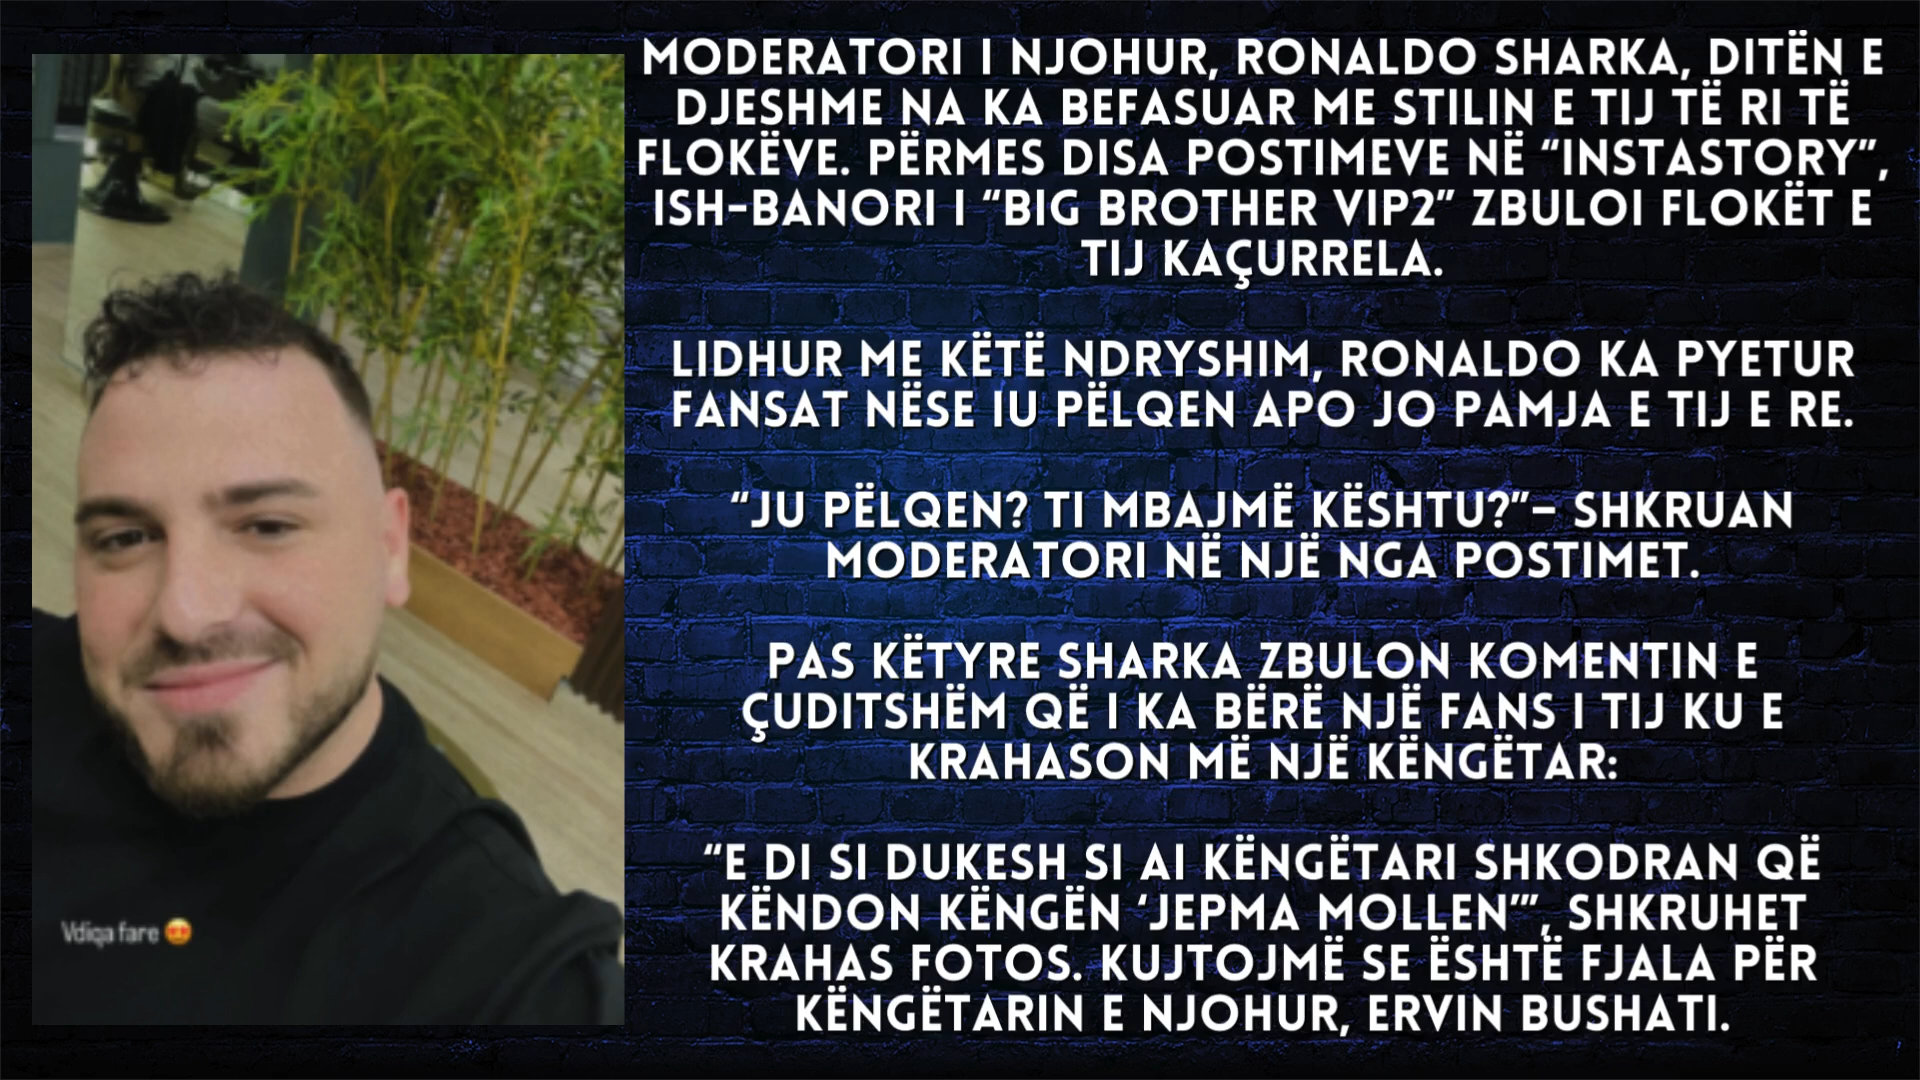 MODERATORI I NJOHUR, RONALDO SHARKA, DITËN E
DJESHME NA KA BEFASUAR ME STILIN E TIJ TË RI TË
FLOKËVE. PËRMES DISA POSTIMEVE NË “INSTASTORY”,
ISH-BANORI I “BIG BROTHER VIP2” ZBULOI FLOKËT E
TIJ KAÇURRELA.
LIDHUR ME KËTË NDRYSHIM, RONALDO KA PYETUR
FANSAT NËSE IU PËLQEN APO JO PAMJA E TIJ E RE.
“JU PËLQEN? TI MBAJMË KËSHTU?”– SHKRUAN
MODERATORI NË NJË NGA POSTIMET.
PAS KËTYRE SHARKA ZBULON KOMENTIN E
ÇUDITSHËM QË I KA BËRË NJË FANS I TIJ KU E
KRAHASON MË NJË KËNGËTAR:
“E DI SI DUKESH SI AI KËNGËTARI SHKODRAN QË
KËNDON KËNGËN ‘JEPMA MOLLEN’”, SHKRUHET
KRAHAS FOTOS. KUJTOJMË SE ËSHTË FJALA PËR
KËNGËTARIN E NJOHUR, ERVIN BUSHATI.
Vdiqa fare 😍